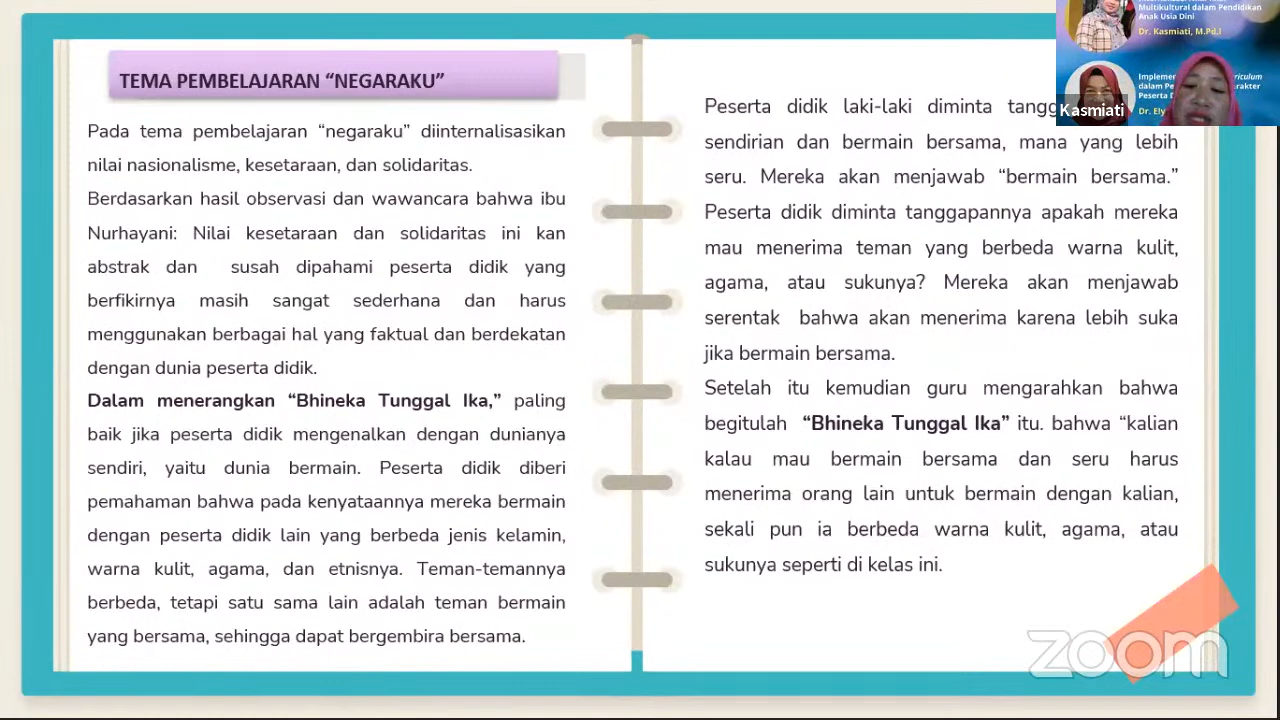 TEMA PEMBELAJARAN “NEGARAKU”
Pada tema pembelajaran “negaraku” diinternalisasikan
nilai nasionalisme, kesetaraan, dan solidaritas.
Berdasarkan hasil observasi dan wawancara bahwa ibu
Nurhayani: Nilai kesetaraan dan solidaritas ini kan
abstrak dan susah dipahami peserta didik yang
berfikirnya masih sangat sederhana dan harus
menggunakan berbagai hal yang faktual dan berdekatan
dengan dunia peserta didik.
Dalam menerangkan “Bhineka Tunggal Ika,” paling
baik jika peserta didik mengenalkan dengan dunianya
sendiri, yaitu dunia bermain. Peserta didik diberi
pemahaman bahwa pada kenyataannya mereka bermain
dengan peserta didik lain yang berbeda jenis kelamin,
warna kulit, agama, dan etnisnya. Teman-temannya
berbeda, tetapi satu sama lain adalah teman bermain
yang bersama, sehingga dapat bergembira bersama.
Peserta didik laki-laki diminta
sendirian dan bermain bersama, mana yang lebih
seru. Mereka akan menjawab “bermain bersama.”
Peserta didik diminta tanggapannya apakah mereka
mau menerima teman yang berbeda warna kulit,
agama, atau sukunya? Mereka akan menjawab
serentak bahwa akan menerima karena lebih suka
jika bermain bersama.
Setelah itu kemudian guru mengarahkan bahwa
begitulah “Bhineka Tunggal Ika” itu. bahwa “kalian
kalau mau bermain bersama dan seru harus
menerima orang lain untuk bermain dengan kalian,
sekali pun ia berbeda warna kulit, agama, atau
sukunya seperti di kelas ini.
Multikultural dalam Pendidikan
Anak Usia Dini
Dr. Kasmiati, M.Pd.I
dalam
Dr.
Kasmiati
zoom